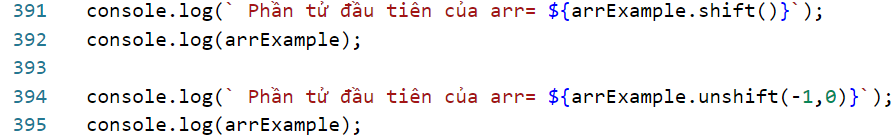 391 console.log(` Phần tử đầu tiên của arr= ${arrExample.shift()}`);
392 console.log(arrExample);
393
394 console.log(` Phần tử đầu tiên của arr= ${arrExample.unshift(-1,0)}`);
395 console.log(arrExample);